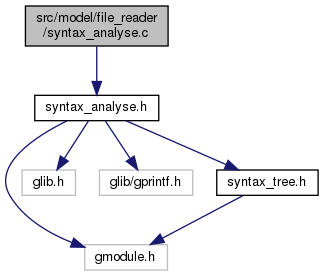 src/model/file_reader
/syntax_analyse.c
syntax_analyse.h
glib.h
glib/gprintf.h
syntax_tree.h
gmodule.h